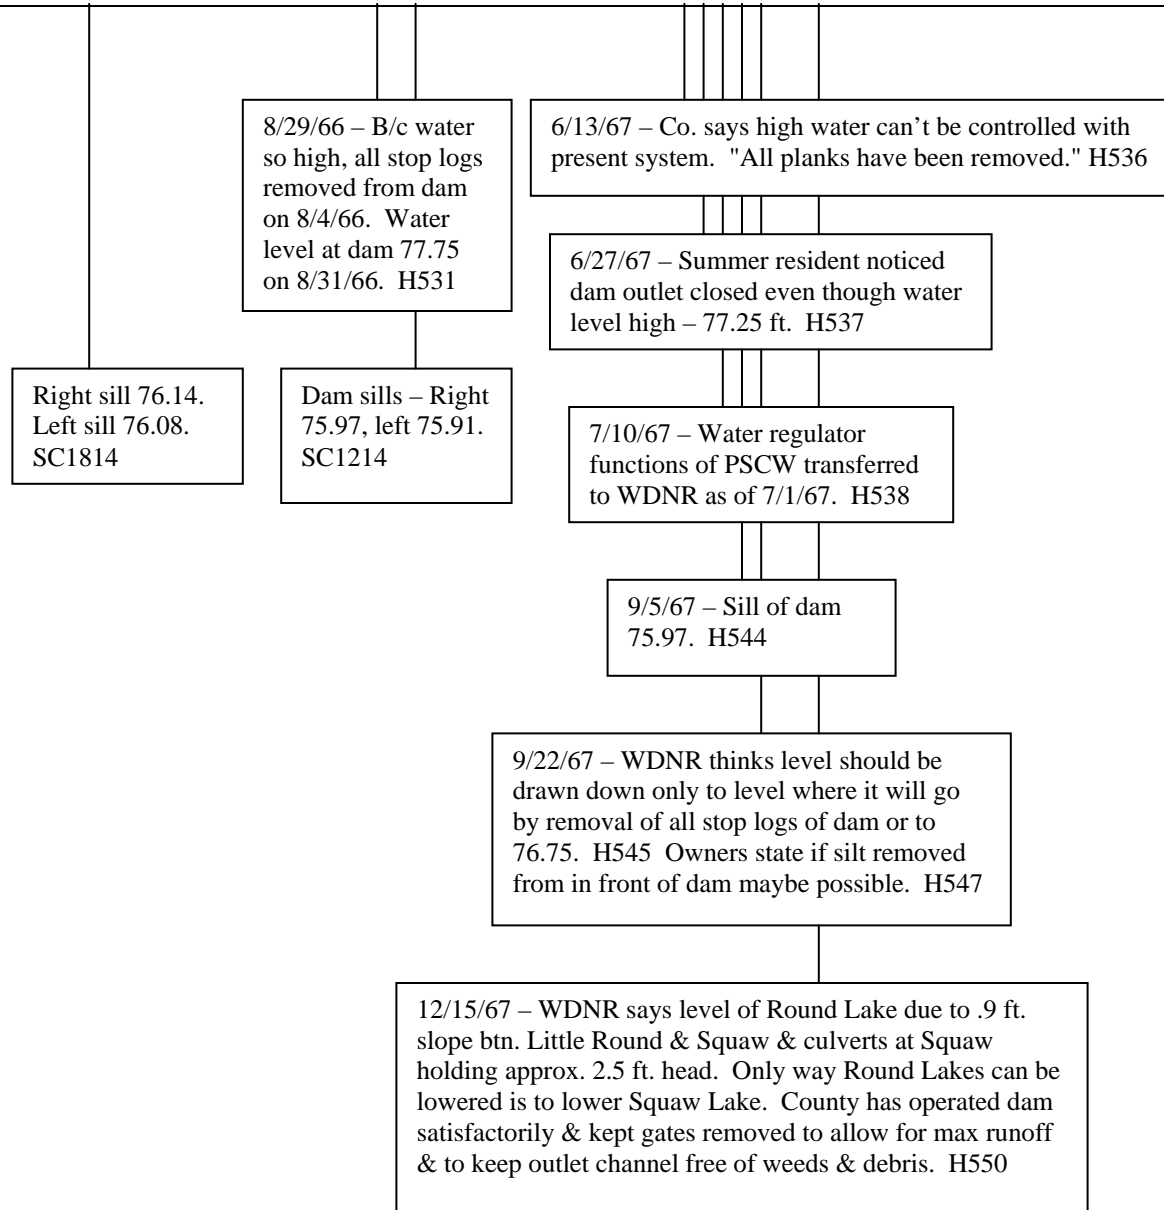 8/29/66 – B/c water
so high, all stop logs
removed from dam
on 8/4/66.  Water
level at dam 77.75
on 8/31/66.  H531
6/13/67 – Co. says high water can't be controlled with
present system.  "All planks have been removed." H536
6/27/67 – Summer resident noticed
dam outlet closed even though water
level high – 77.25 ft.  H537
Right sill 76.14.
Left sill 76.08.
SC1814
Dam sills – Right
75.97, left 75.91.
SC1214
7/10/67 – Water regulator
functions of PSCW transferred
to WDNR as of 7/1/67.  H538
9/5/67 – Sill of dam
75.97.  H544
9/22/67 – WDNR thinks level should be
drawn down only to level where it will go
by removal of all stop logs of dam or to
76.75.  H545  Owners state if silt removed
from in front of dam maybe possible.  H547
12/15/67 – WDNR says level of Round Lake due to .9 ft.
slope btn. Little Round & Squaw & culverts at Squaw
holding approx. 2.5 ft. head.  Only way Round Lakes can be
lowered is to lower Squaw Lake.  County has operated dam
satisfactorily & kept gates removed to allow for max runoff
& to keep outlet channel free of weeds & debris.  H550